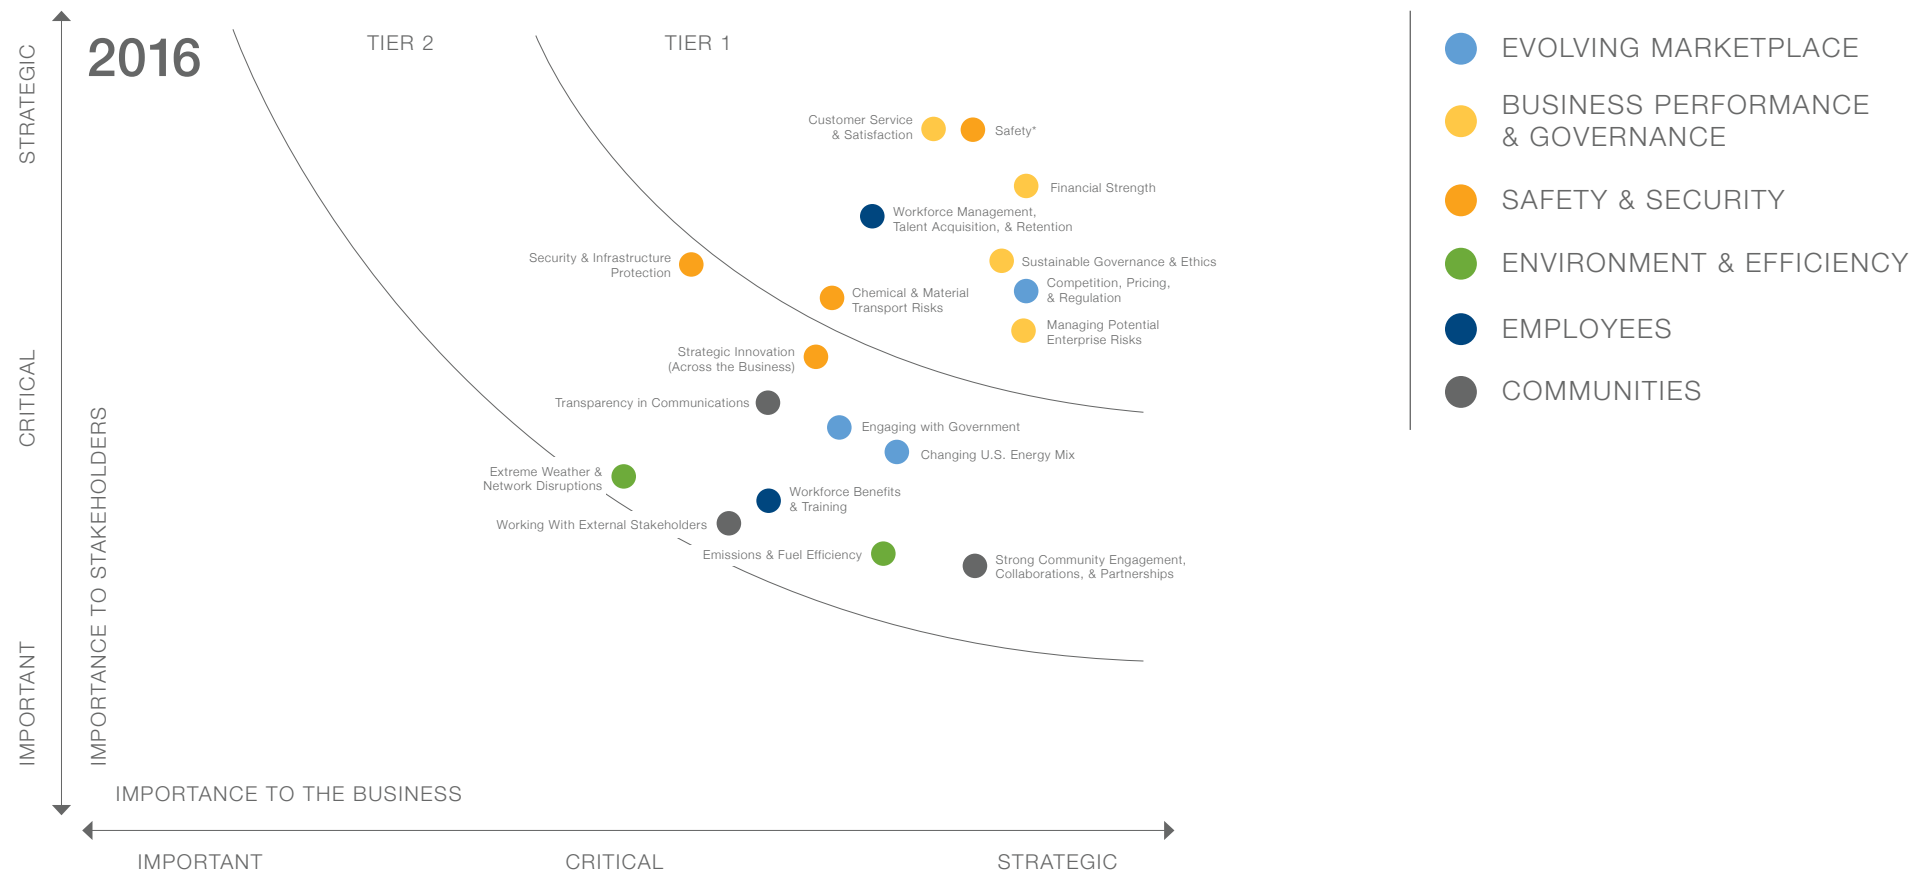 2016
TIER 2
TIER 1
STRATEGIC
CRITICAL
IMPORTANT
IMPORTANCE TO STAKEHOLDERS
Customer Service
& Satisfaction
Safety*
Financial Strength
Workforce Management,
Talent Acquisition, & Retention
Security & Infrastructure
Protection
Sustainable Governance & Ethics
Competition, Pricing,
& Regulation
Chemical & Material
Transport Risks
Managing Potential
Enterprise Risks
Strategic Innovation
(Across the Business)
Transparency in Communications
Engaging with Government
Changing U.S. Energy Mix
Extreme Weather &
Network Disruptions
Workforce Benefits
& Training
Working With External Stakeholders
Emissions & Fuel Efficiency
Strong Community Engagement,
Collaborations, & Partnerships
IMPORTANCE TO THE BUSINESS
IMPORTANT
CRITICAL
STRATEGIC
EVOLVING MARKETPLACE
BUSINESS PERFORMANCE
& GOVERNANCE
SAFETY & SECURITY
ENVIRONMENT & EFFICIENCY
EMPLOYEES
COMMUNITIES